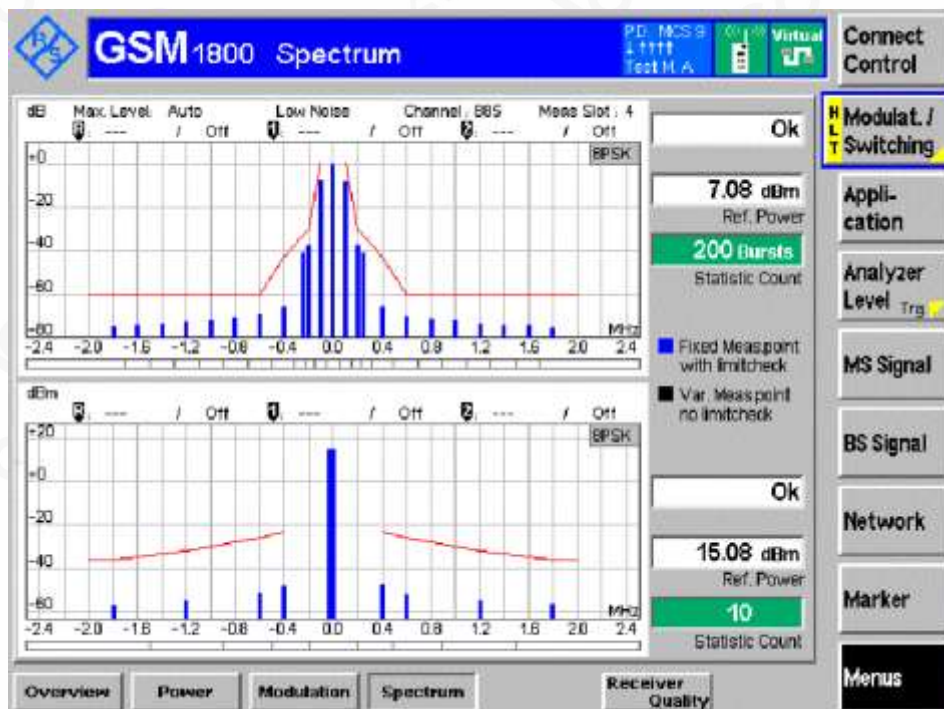 R S
GSM 1800 Spectrum
P.D. MCS 9
Test M. A.
Virtual
Connect Control
dB Max. Level: Auto Low Noise Channel: 885 Meas Slot: 4
R: --- / Off 1: --- / Off 2: --- / Off
8PSK
+0
-20
-40
-60
-80
MHz
-2.4 -2.0 -1.6 -1.2 -0.8 -0.4 0.0 0.4 0.8 1.2 1.6 2.0 2.4
Ok
7.08 dBm
Ref. Power
200 Bursts
Statistic Count
Fixed Meas.point
with limitcheck
Var. Meas.point
no limitcheck
dBm
R: --- / Off 1: --- / Off 2: --- / Off
8PSK
+20
+0
-20
-40
-60
MHz
-2.4 -2.0 -1.6 -1.2 -0.8 -0.4 0.0 0.4 0.8 1.2 1.6 2.0 2.4
Ok
15.08 dBm
Ref. Power
10
Statistic Count
HLT
Modulat. /
Switching
Appli-
cation
Analyzer
Level Trg
MS Signal
BS Signal
Network
Marker
Menus
Overview Power Modulation Spectrum Receiver
Quality